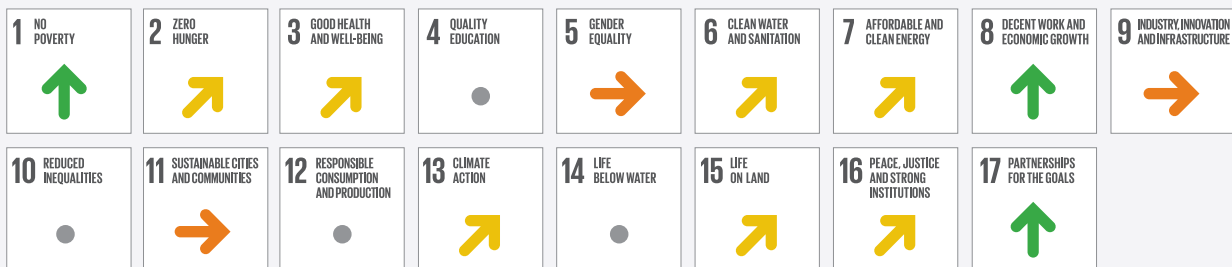 1 NO
POVERTY
2 ZERO
HUNGER
3 GOOD HEALTH
AND WELL-BEING
4 QUALITY
EDUCATION
5 GENDER
EQUALITY
6 CLEAN WATER
AND SANITATION
7 AFFORDABLE AND
CLEAN ENERGY
8 DECENT WORK AND
ECONOMIC GROWTH
9 INDUSTRY, INNOVATION
AND INFRASTRUCTURE
10 REDUCED
INEQUALITIES
11 SUSTAINABLE CITIES
AND COMMUNITIES
12 RESPONSIBLE
CONSUMPTION
AND PRODUCTION
13 CLIMATE
ACTION
14 LIFE
BELOW WATER
15 LIFE
ON LAND
16 PEACE, JUSTICE
AND STRONG
INSTITUTIONS
17 PARTNERSHIPS
FOR THE GOALS